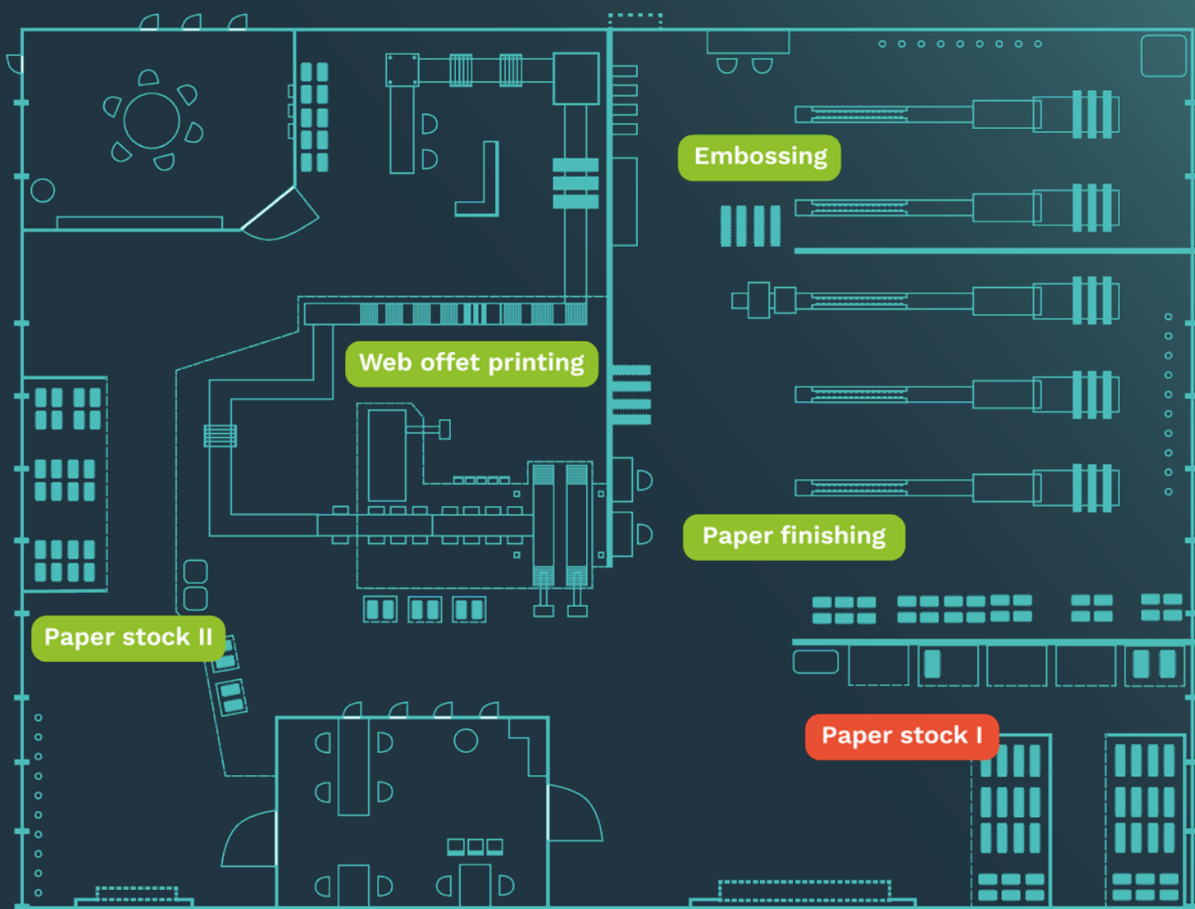 Embossing
Web offet printing
Paper finishing
Paper stock II
Paper stock I